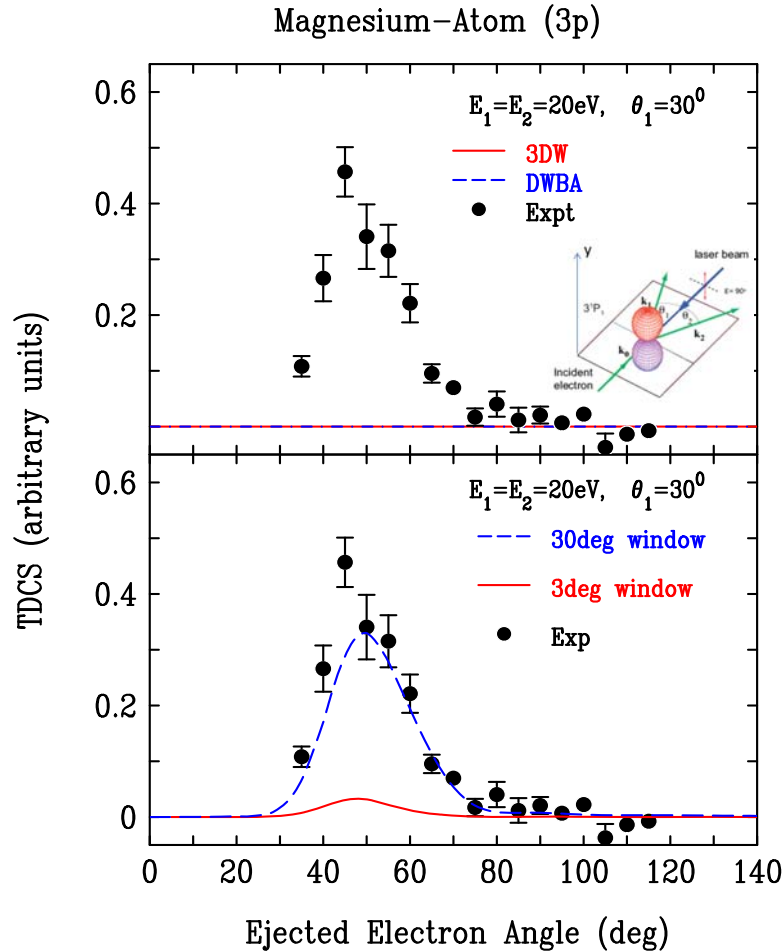 Magnesium-Atom (3p)
0.6
E₁=E₂=20eV, θ₁=30⁰
3DW
DWBA
Expt
0.4
0.2
y
laser beam
ε= 90°
3¹P₁
k₁
θ₁
θ₂
k₂
k₀
Incident
electron
TDCS (arbitrary units)
0.6
E₁=E₂=20eV, θ₁=30⁰
30deg window
3deg window
Exp
0.4
0.2
0
0 20 40 60 80 100 120 140
Ejected Electron Angle (deg)